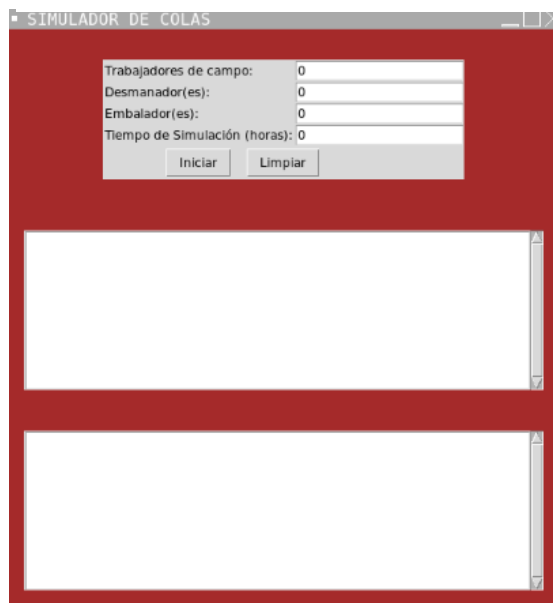 SIMULADOR DE COLAS
Trabajadores de campo: 0
Desmanador(es): 0
Embalador(es): 0
Tiempo de Simulación (horas): 0
Iniciar Limpiar